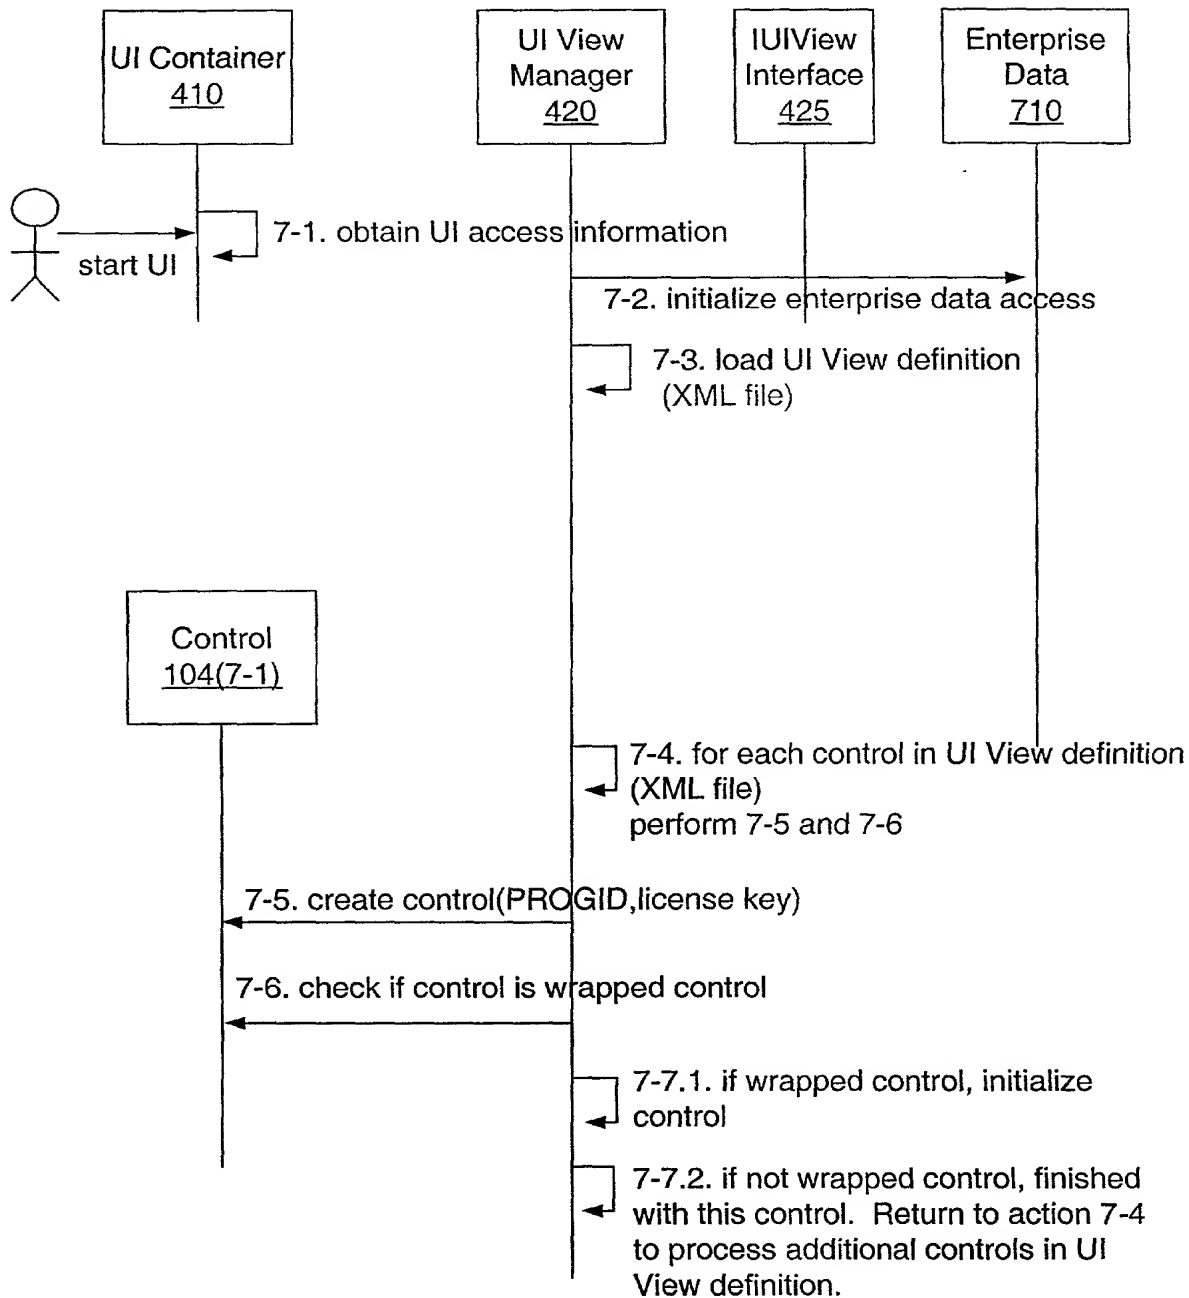 UI Container
410
UI View
Manager
420
IUIView
Interface
425
Enterprise
Data
710
7-1. obtain UI access information
start UI
7-2. initialize enterprise data access
7-3. load UI View definition
(XML file)
Control
104(7-1)
7-4. for each control in UI View definition
(XML file)
perform 7-5 and 7-6
7-5. create control(PROGID,license key)
7-6. check if control is wrapped control
7-7.1. if wrapped control, initialize
control
7-7.2. if not wrapped control, finished
with this control. Return to action 7-4
to process additional controls in UI
View definition.